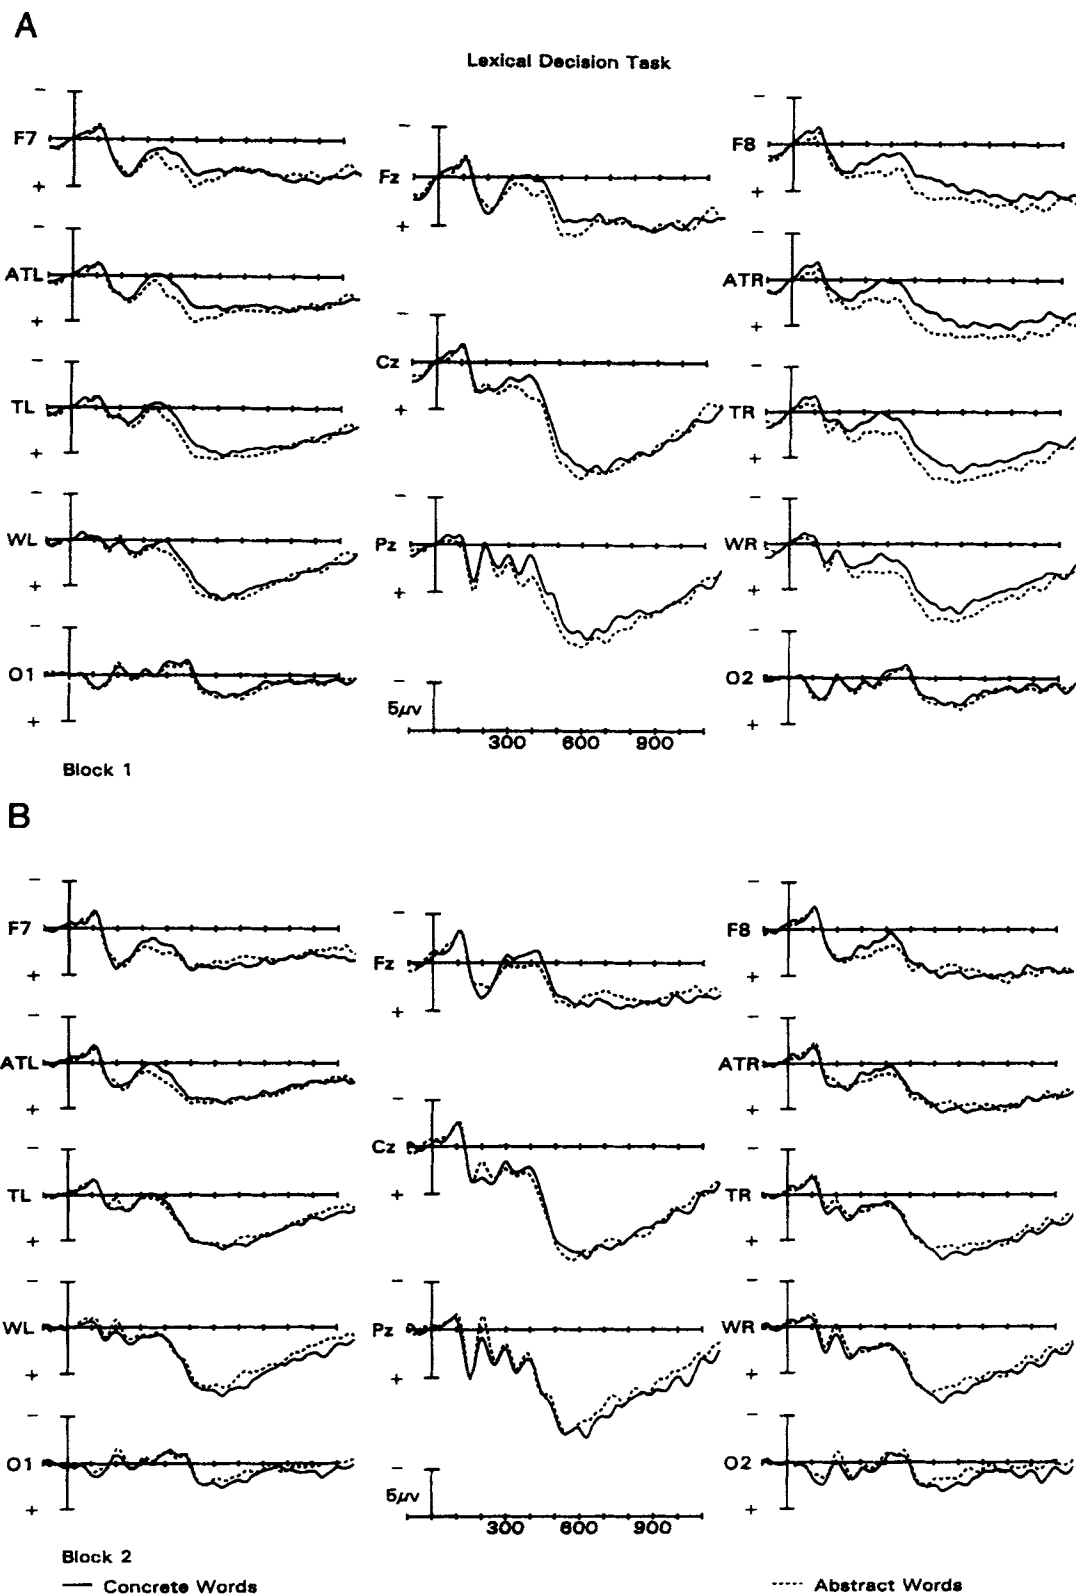 A
Lexical Decision Task
−
−
−
F7
F8
Fz
+
+
+
−
−
ATL
ATR
+
+
−
Cz
−
−
TL
TR
+
+
+
−
−
−
WL
Pz
WR
+
+
+
−
−
O1
O2
−
5μv
+
+
300 600 900
Block 1
B
−
−
−
F7
F8
Fz
+
+
+
−
−
ATL
ATR
+
+
−
Cz
−
−
TL
TR
+
+
+
−
−
−
WL
Pz
WR
+
+
+
−
−
O1
O2
−
5μv
+
+
300 600 900
Block 2
Concrete Words
Abstract Words